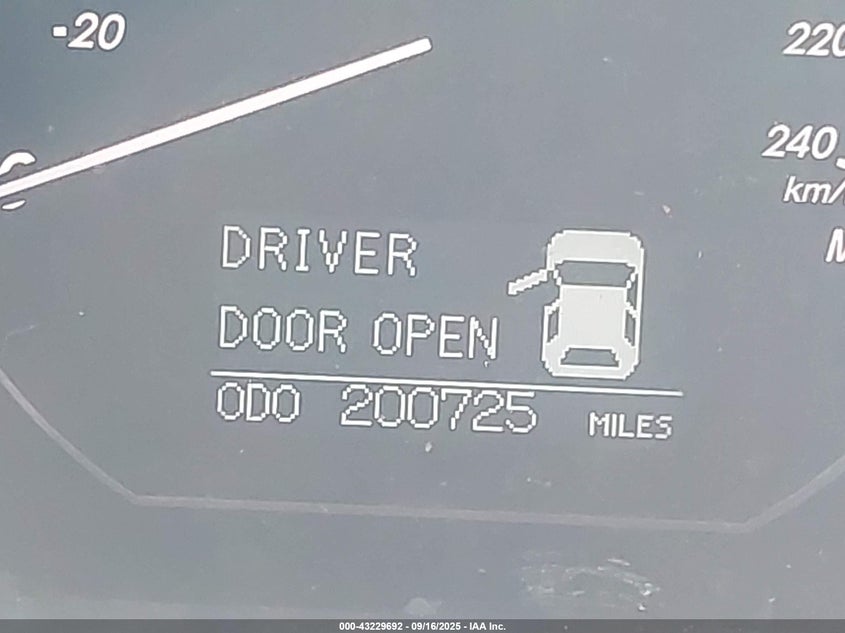 -20
220
240
km/
DRIVER
DOOR OPEN
ODO 200725 MILES
000-43229692 - 09/16/2025 - IAA Inc.